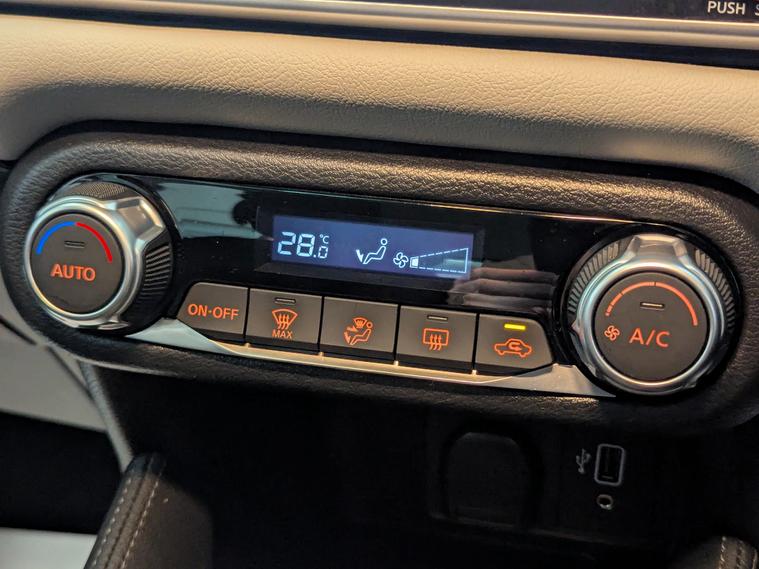 PUSH
28.0 °C
AUTO
ON-OFF
MAX
A/C